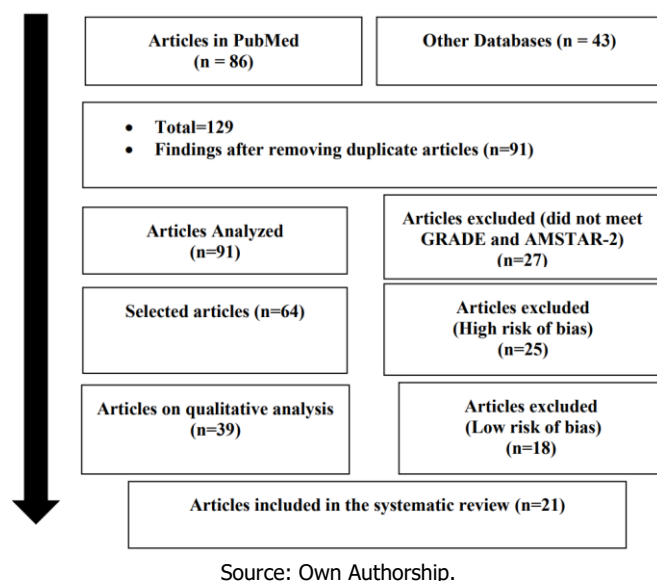 Articles in PubMed
(n = 86)
Other Databases (n = 43)
• Total=129
• Findings after removing duplicate articles (n=91)
Articles Analyzed
(n=91)
Articles excluded (did not meet
GRADE and AMSTAR-2)
(n=27)
Selected articles (n=64)
Articles excluded
(High risk of bias)
(n=25)
Articles on qualitative analysis
(n=39)
Articles excluded
(Low risk of bias)
(n=18)
Articles included in the systematic review (n=21)
Source: Own Authorship.